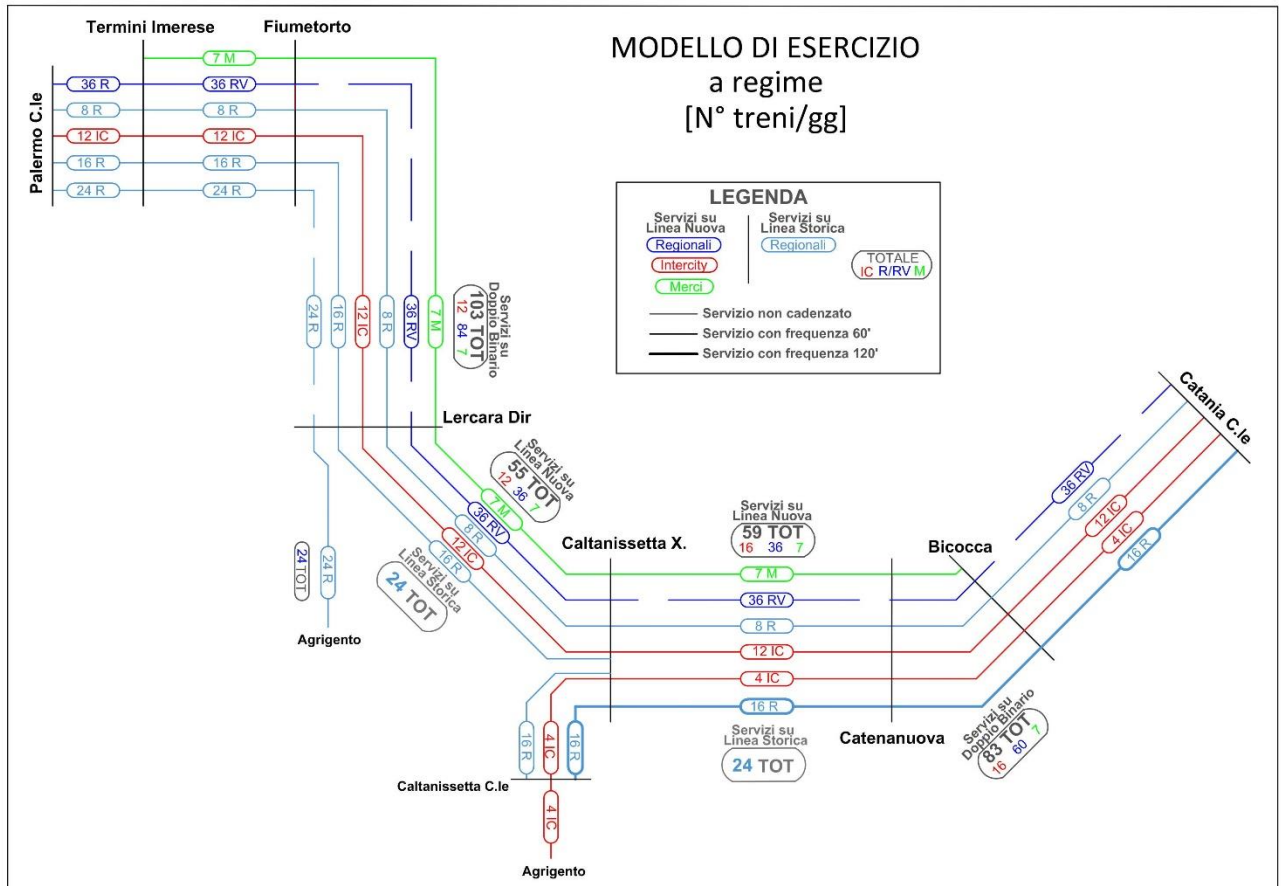 Termini Imerese
Fiumetorto
MODELLO DI ESERCIZIO
a regime
[N° treni/gg]
Palermo C.le
7 M
36 R
36 RV
8 R
8 R
12 IC
12 IC
16 R
16 R
24 R
24 R
LEGENDA
Servizi su
Linea Nuova
Servizi su
Linea Storica
Regionali
Regionali
Intercity
Merci
TOTALE
IC R/RV M
Servizio non cadenzato
Servizio con frequenza 60'
Servizio con frequenza 120'
24 R
16 R
12 IC
8 R
36 RV
7 M
Servizi su
Doppio Binario
103 TOT
12 84 7
Lercara Dir
Servizi su
Linea Nuova
55 TOT
12 36 7
7 M
36 RV
8 R
12 IC
16 R
Servizi su
Linea Storica
24 TOT
24 TOT
24 R
Agrigento
Caltanissetta X.
Servizi su
Linea Nuova
59 TOT
16 36 7
7 M
36 RV
8 R
12 IC
4 IC
16 R
Servizi su
Linea Storica
24 TOT
Catenanuova
Bicocca
Catania C.le
36 RV
8 R
12 IC
4 IC
16 R
Servizi su
Doppio Binario
83 TOT
16 60 7
16 R
4 IC
16 R
Caltanissetta C.le
4 IC
Agrigento